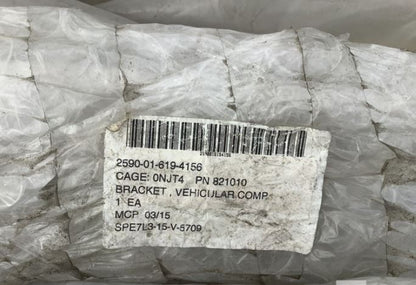 2590-01-619-4156
CAGE: 0NJT4 PN 821010
BRACKET , VEHICULAR COMP
1 EA
MCP 03/15
SPE7L3-15-V-5709